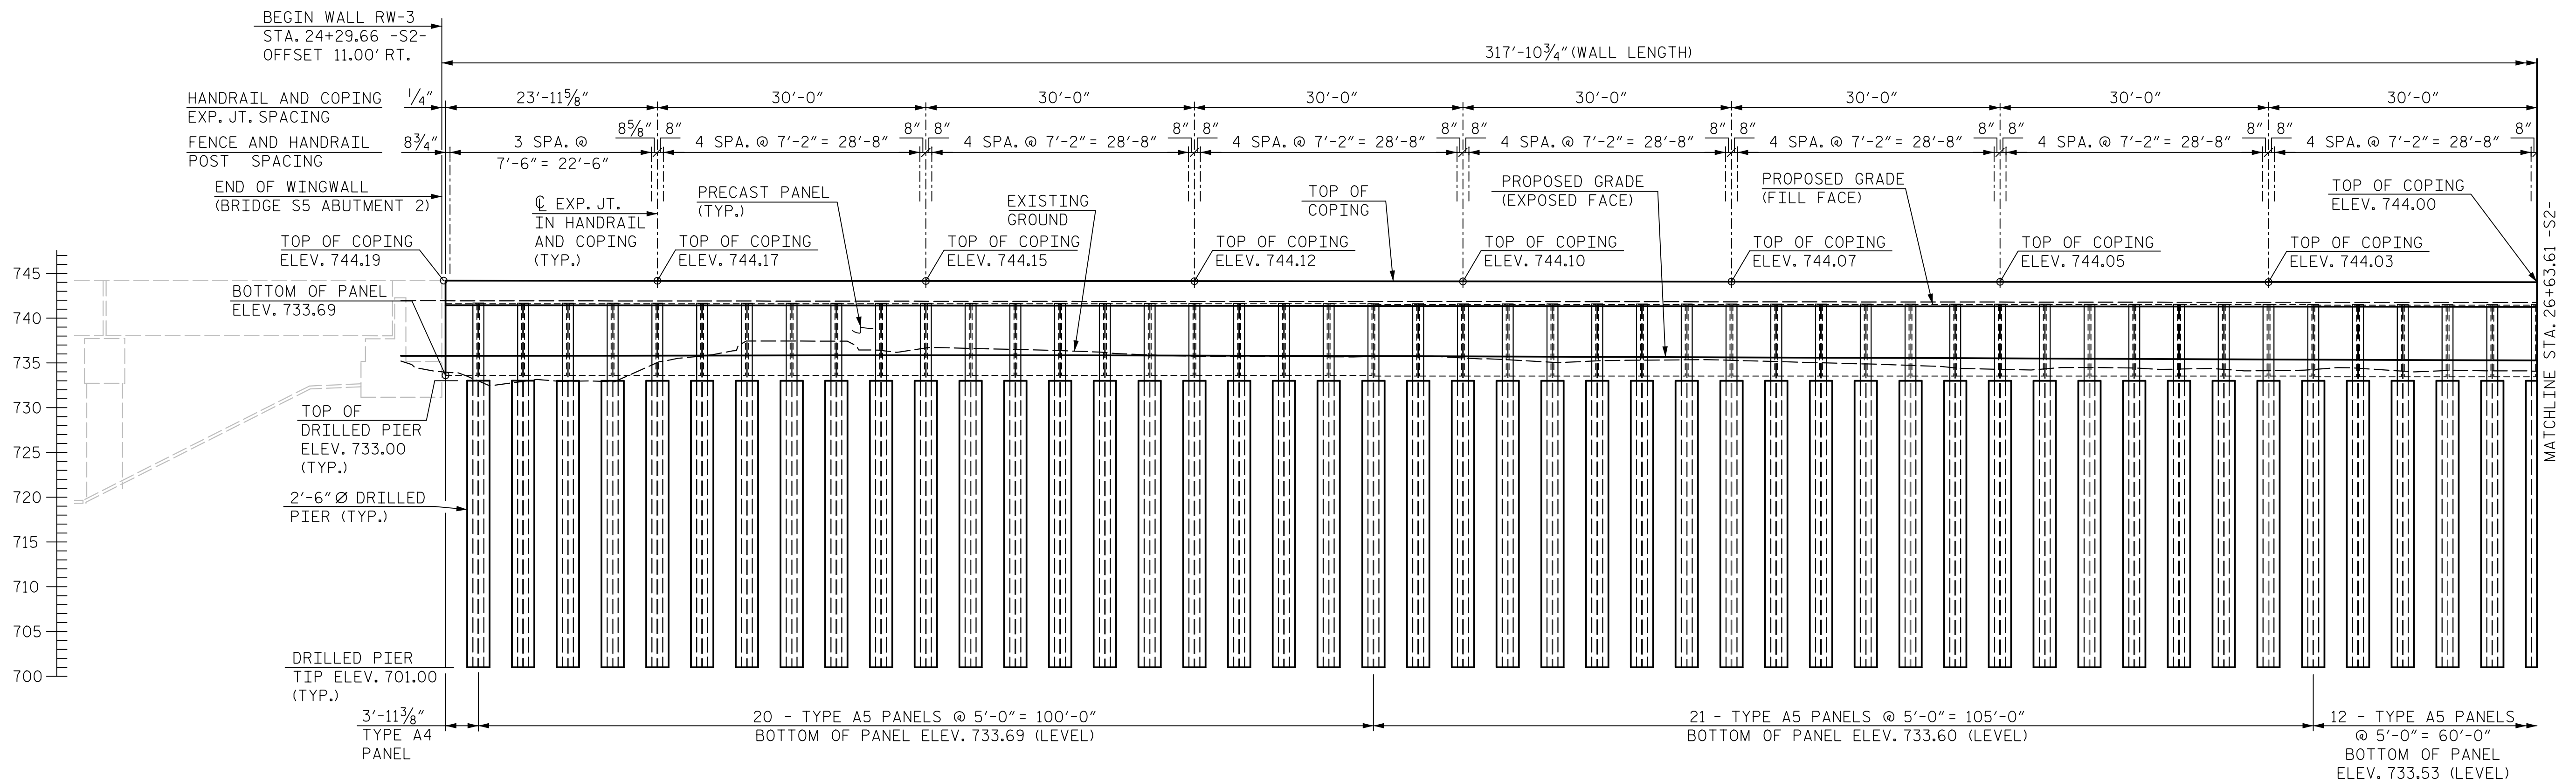 BEGIN WALL RW-3
STA. 24+29.66 -S2-
OFFSET 11.00' RT.
317'-10¾" (WALL LENGTH)
HANDRAIL AND COPING
EXP. JT. SPACING
¼"
23'-11⅝"
30'-0"
30'-0"
30'-0"
30'-0"
30'-0"
30'-0"
30'-0"
FENCE AND HANDRAIL
POST SPACING
8¾"
3 SPA. @
7'-6" = 22'-6"
8⅝"
8"
4 SPA. @ 7'-2" = 28'-8"
8"
8"
4 SPA. @ 7'-2" = 28'-8"
8"
8"
4 SPA. @ 7'-2" = 28'-8"
8"
8"
4 SPA. @ 7'-2" = 28'-8"
8"
8"
4 SPA. @ 7'-2" = 28'-8"
8"
8"
4 SPA. @ 7'-2" = 28'-8"
8"
8"
4 SPA. @ 7'-2" = 28'-8"
8"
END OF WINGWALL
(BRIDGE S5 ABUTMENT 2)
℄ EXP. JT.
IN HANDRAIL
AND COPING
(TYP.)
PRECAST PANEL
(TYP.)
EXISTING
GROUND
TOP OF
COPING
PROPOSED GRADE
(EXPOSED FACE)
PROPOSED GRADE
(FILL FACE)
TOP OF COPING
ELEV. 744.00
TOP OF COPING
ELEV. 744.19
TOP OF COPING
ELEV. 744.17
TOP OF COPING
ELEV. 744.15
TOP OF COPING
ELEV. 744.12
TOP OF COPING
ELEV. 744.10
TOP OF COPING
ELEV. 744.07
TOP OF COPING
ELEV. 744.05
TOP OF COPING
ELEV. 744.03
MATCHLINE STA. 26+63.61 -S2-
BOTTOM OF PANEL
ELEV. 733.69
745
740
735
730
725
720
715
710
705
700
TOP OF
DRILLED PIER
ELEV. 733.00
(TYP.)
2'-6" Ø DRILLED
PIER (TYP.)
DRILLED PIER
TIP ELEV. 701.00
(TYP.)
3'-11⅜"
TYPE A4
PANEL
20 - TYPE A5 PANELS @ 5'-0" = 100'-0"
BOTTOM OF PANEL ELEV. 733.69 (LEVEL)
21 - TYPE A5 PANELS @ 5'-0" = 105'-0"
BOTTOM OF PANEL ELEV. 733.60 (LEVEL)
12 - TYPE A5 PANELS
@ 5'-0" = 60'-0"
BOTTOM OF PANEL
ELEV. 733.53 (LEVEL)